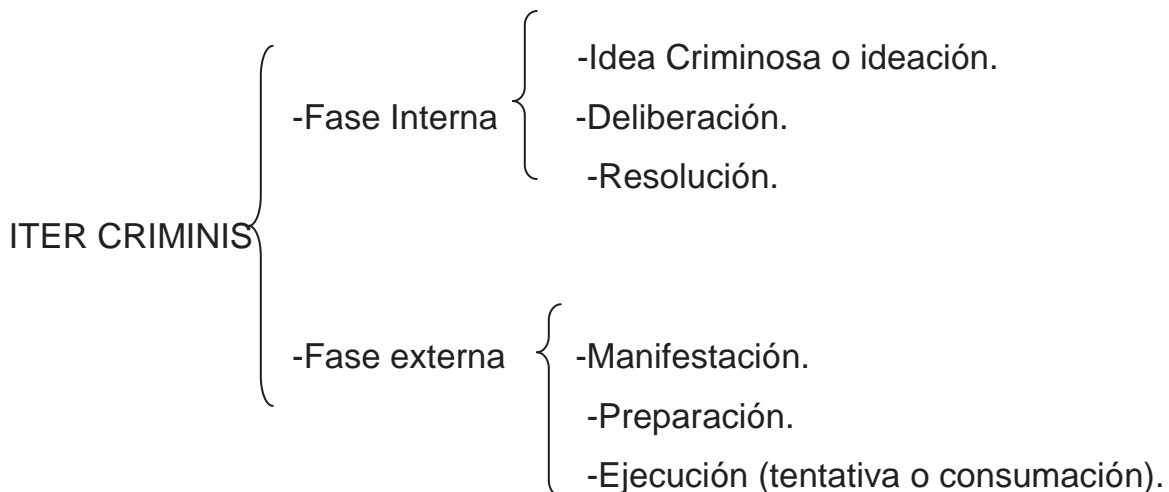 -Idea Criminosa o ideación.
-Fase Interna
-Deliberación.
-Resolución.
ITER CRIMINIS
-Fase externa
-Manifestación.
-Preparación.
-Ejecución (tentativa o consumación).